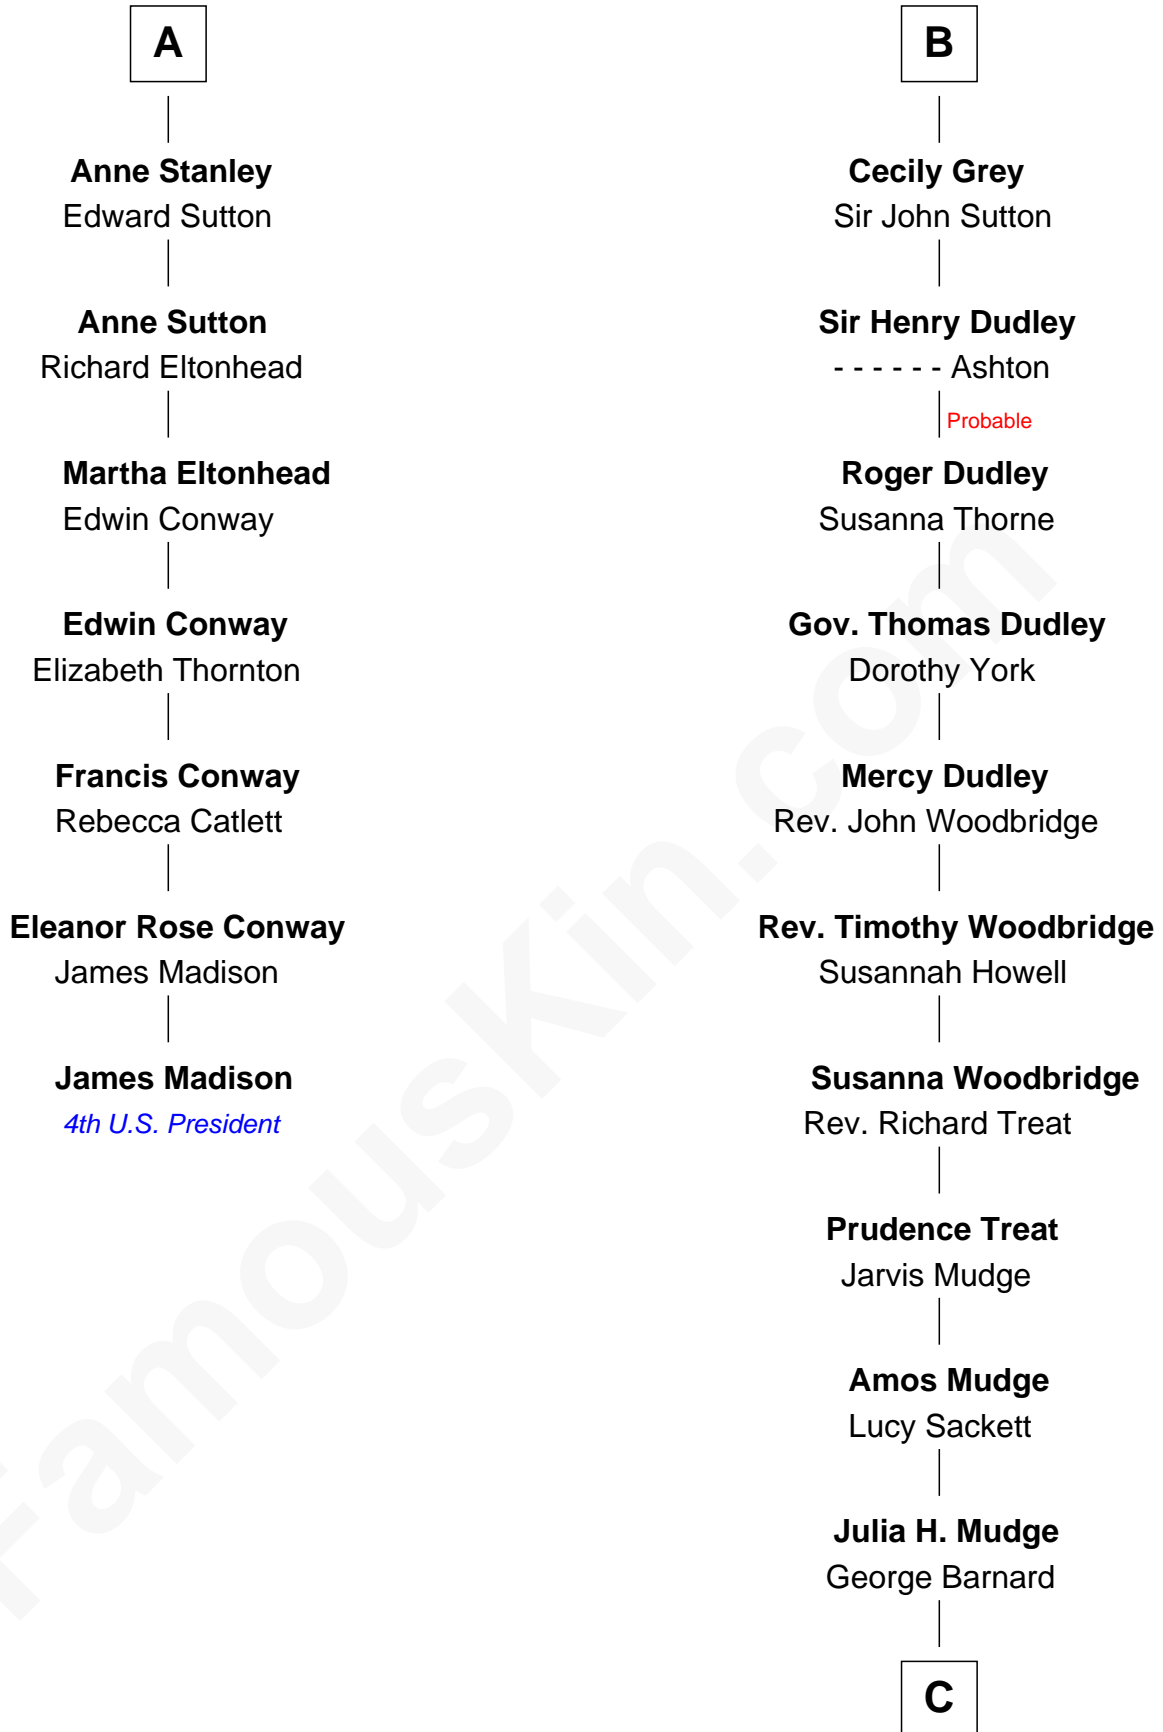 A
Anne Stanley
Edward Sutton
Anne Sutton
Richard Eltonhead
Martha Eltonhead
Edwin Conway
Edwin Conway
Elizabeth Thornton
Francis Conway
Rebecca Catlett
Eleanor Rose Conway
James Madison
James Madison
4th U.S. President
B
Cecily Grey
Sir John Sutton
Sir Henry Dudley
- - - - - - Ashton
Probable
Roger Dudley
Susanna Thorne
Gov. Thomas Dudley
Dorothy York
Mercy Dudley
Rev. John Woodbridge
Rev. Timothy Woodbridge
Susannah Howell
Susanna Woodbridge
Rev. Richard Treat
Prudence Treat
Jarvis Mudge
Amos Mudge
Lucy Sackett
Julia H. Mudge
George Barnard
C
FamousKin.com